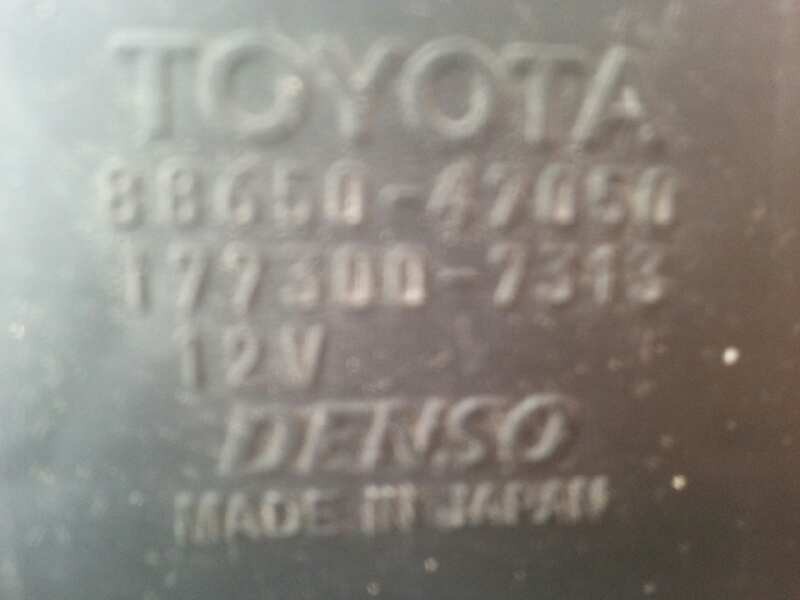 TOYOTA
88650-47050
177300-7313
12V
DENSO
MADE IN JAPAN